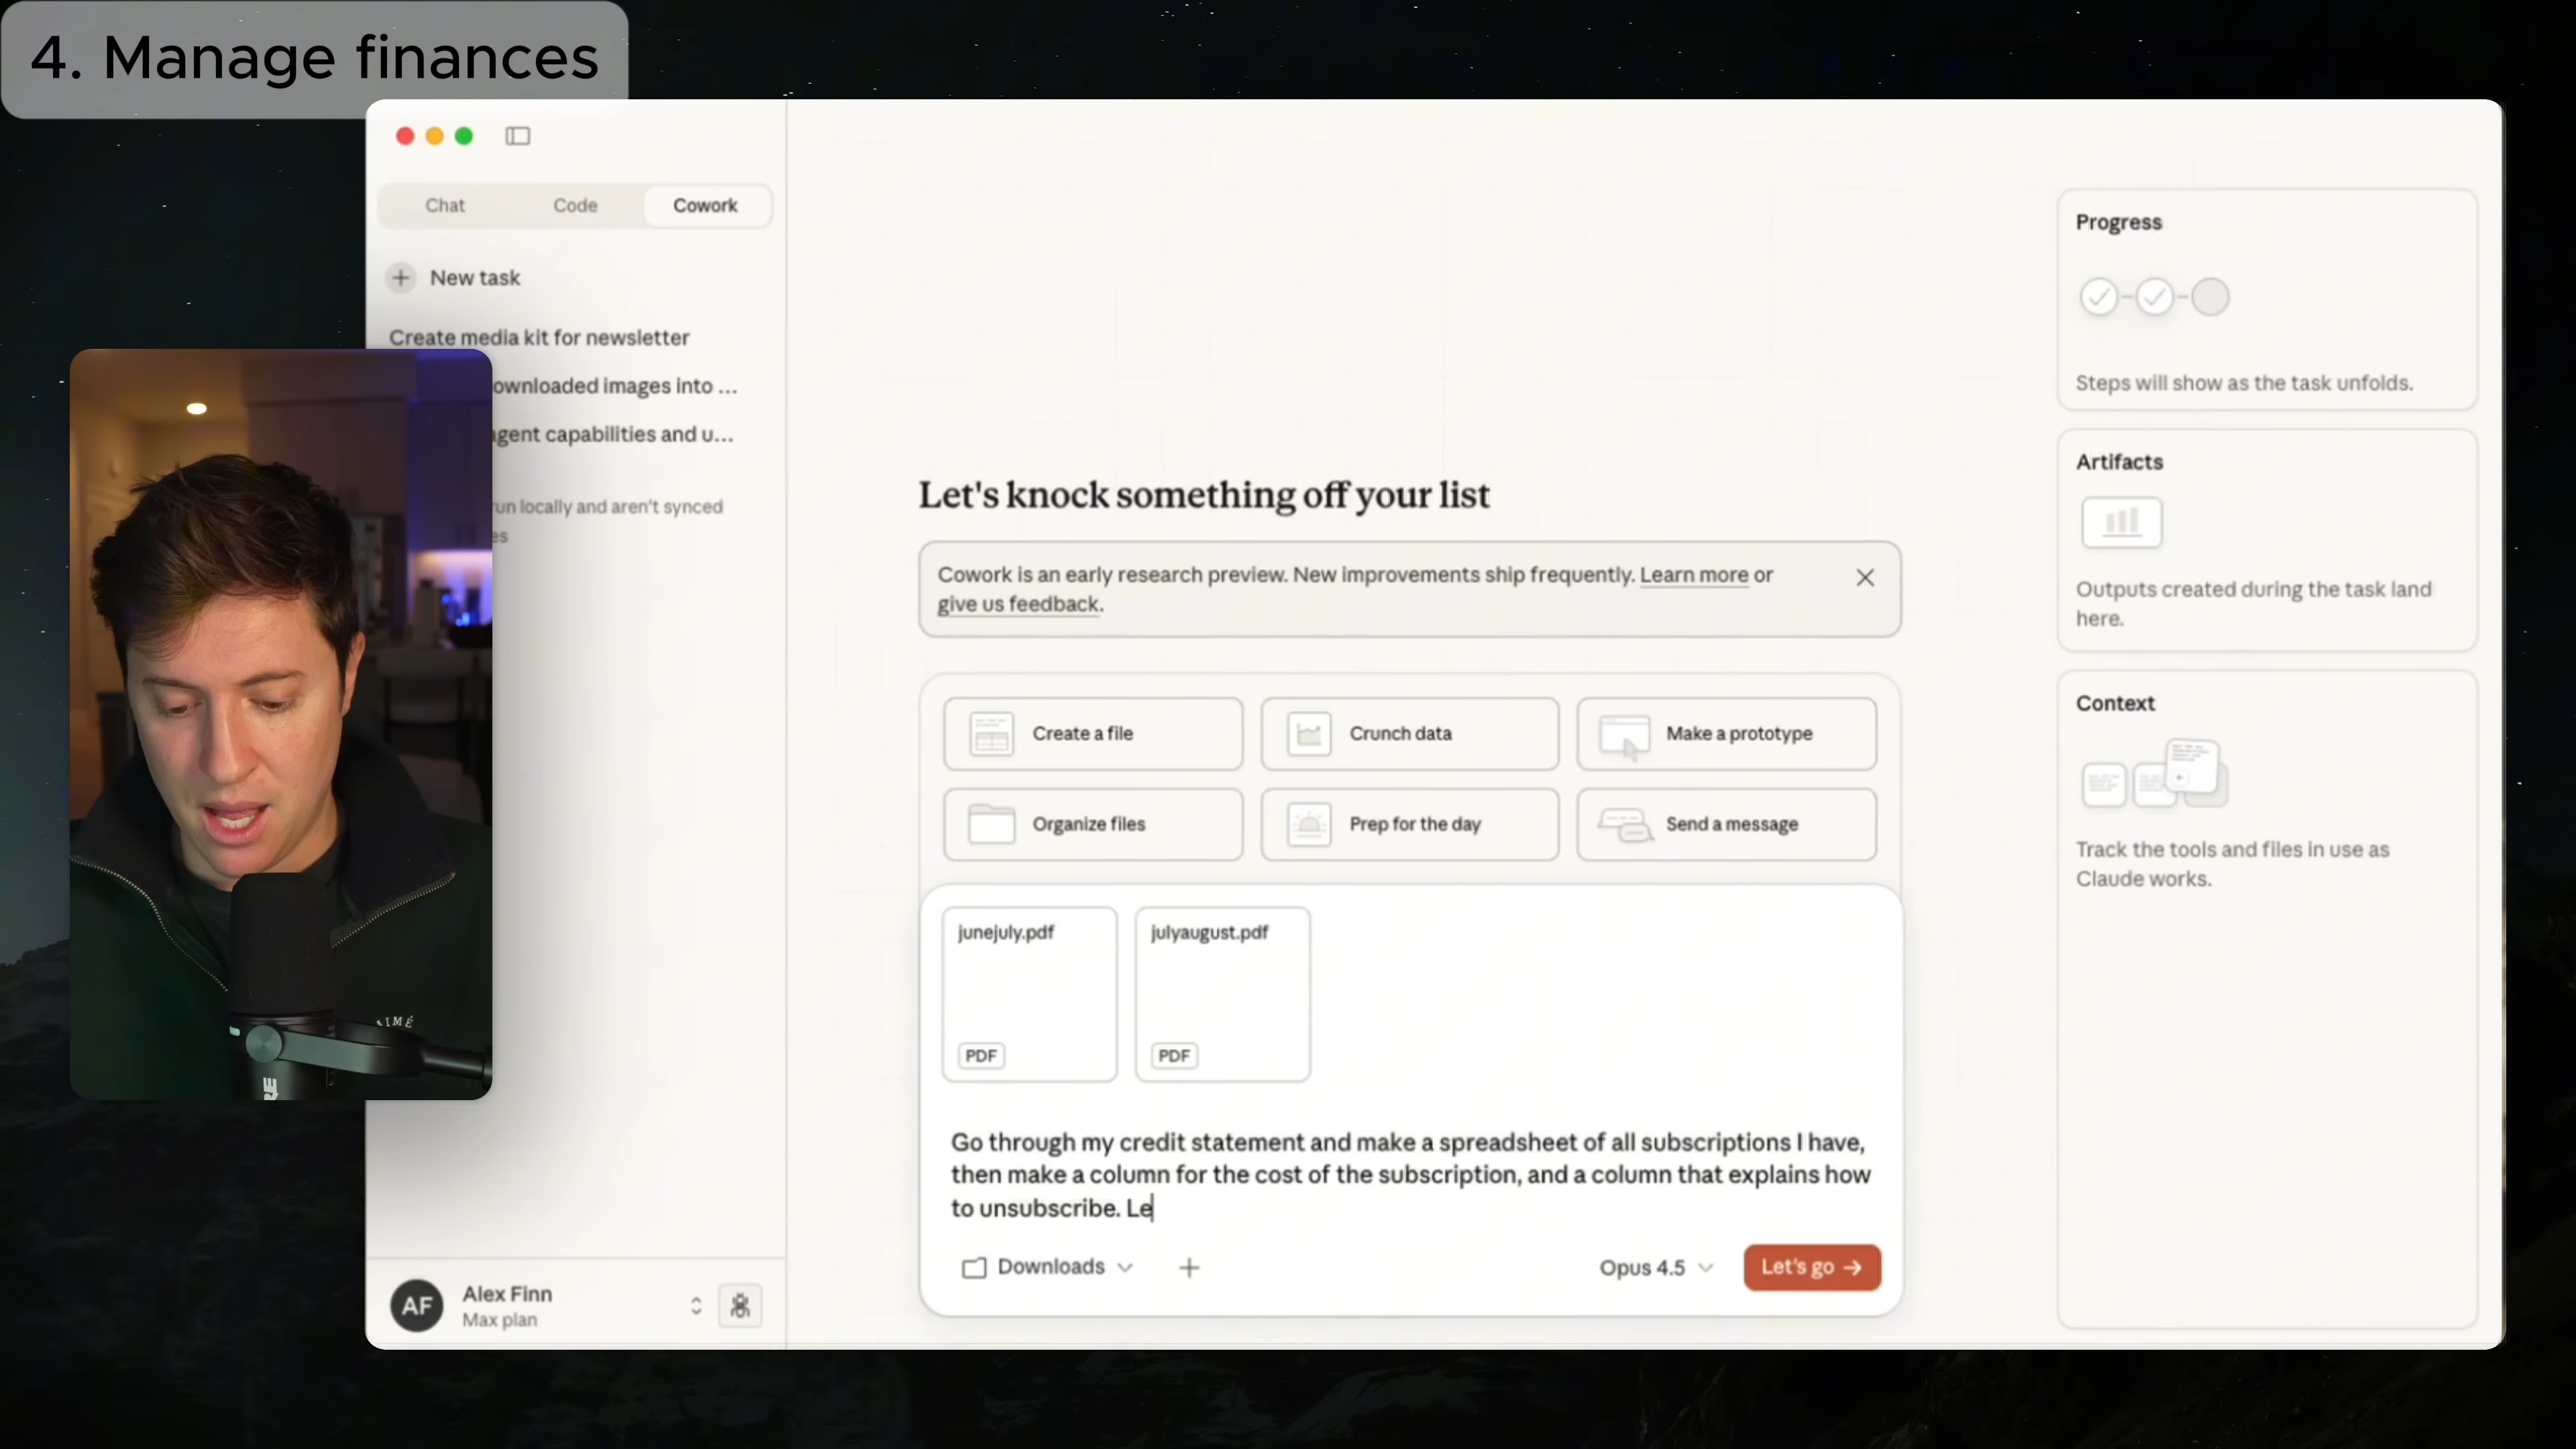 4. Manage finances
Chat
Code
Cowork
New task
Create media kit for newsletter
ownloaded images into ...
gent capabilities and u...
run locally and aren't synced
es
Alex Finn
Max plan
AF
Let's knock something off your list
Cowork is an early research preview. New improvements ship frequently. Learn more or
give us feedback.
Create a file
Crunch data
Make a prototype
Organize files
Prep for the day
Send a message
junejuly.pdf
PDF
julyaugust.pdf
PDF
Go through my credit statement and make a spreadsheet of all subscriptions I have,
then make a column for the cost of the subscription, and a column that explains how
to unsubscribe. Le
Downloads
Opus 4.5
Let's go →
Progress
Steps will show as the task unfolds.
Artifacts
Outputs created during the task land
here.
Context
Track the tools and files in use as
Claude works.